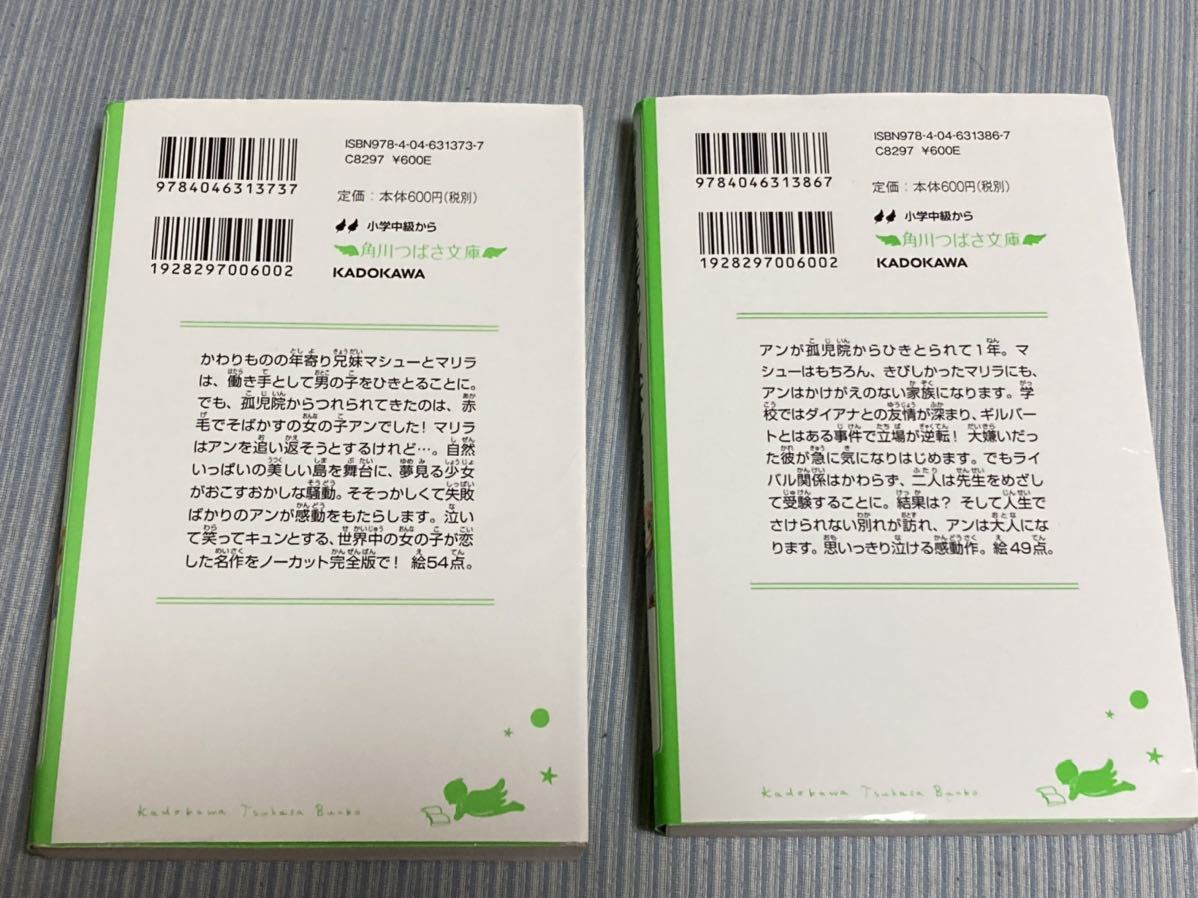 ISBN978-4-04-631373-7
C8297 ¥600E
9784046313737
定価：本体600円(税別)
小学中級から
角川つばさ文庫
1928297006002
KADOKAWA
かわりものの年寄り兄妹マシューとマリラ
は、働き手として男の子をひきとることに。
でも、孤児院からつれられてきたのは、赤
毛でそばかすの女の子アンでした！マリラ
はアンを追い返そうとするけれど…。自然
いっぱいの美しい島を舞台に、夢見る少女
がおこすおかしな騒動。そそっかしくて失敗
ばかりのアンが感動をもたらします。泣い
て笑ってキュンとする、世界中の女の子が恋
した名作をノーカット完全版で！ 絵54点。
Kadokawa Tsubasa Bunko
ISBN978-4-04-631386-7
C8297 ¥600E
9784046313867
定価：本体600円(税別)
小学中級から
角川つばさ文庫
1928297006002
KADOKAWA
アンが孤児院からひきとられて1年。マ
シューはもちろん、きびしかったマリラにも、
アンはかけがえのない家族になります。学
校ではダイアナとの友情が深まり、ギルバー
トとはある事件で立場が逆転！ 大嫌いだっ
た彼が急に気になりはじめます。でもライ
バル関係はかわらず、二人は先生をめざし
て受験することに。結果は？ そして人生で
さけられない別れが訪れ、アンは大人にな
ります。思いっきり泣ける感動作。絵49点。
Kadokawa Tsubasa Bunko